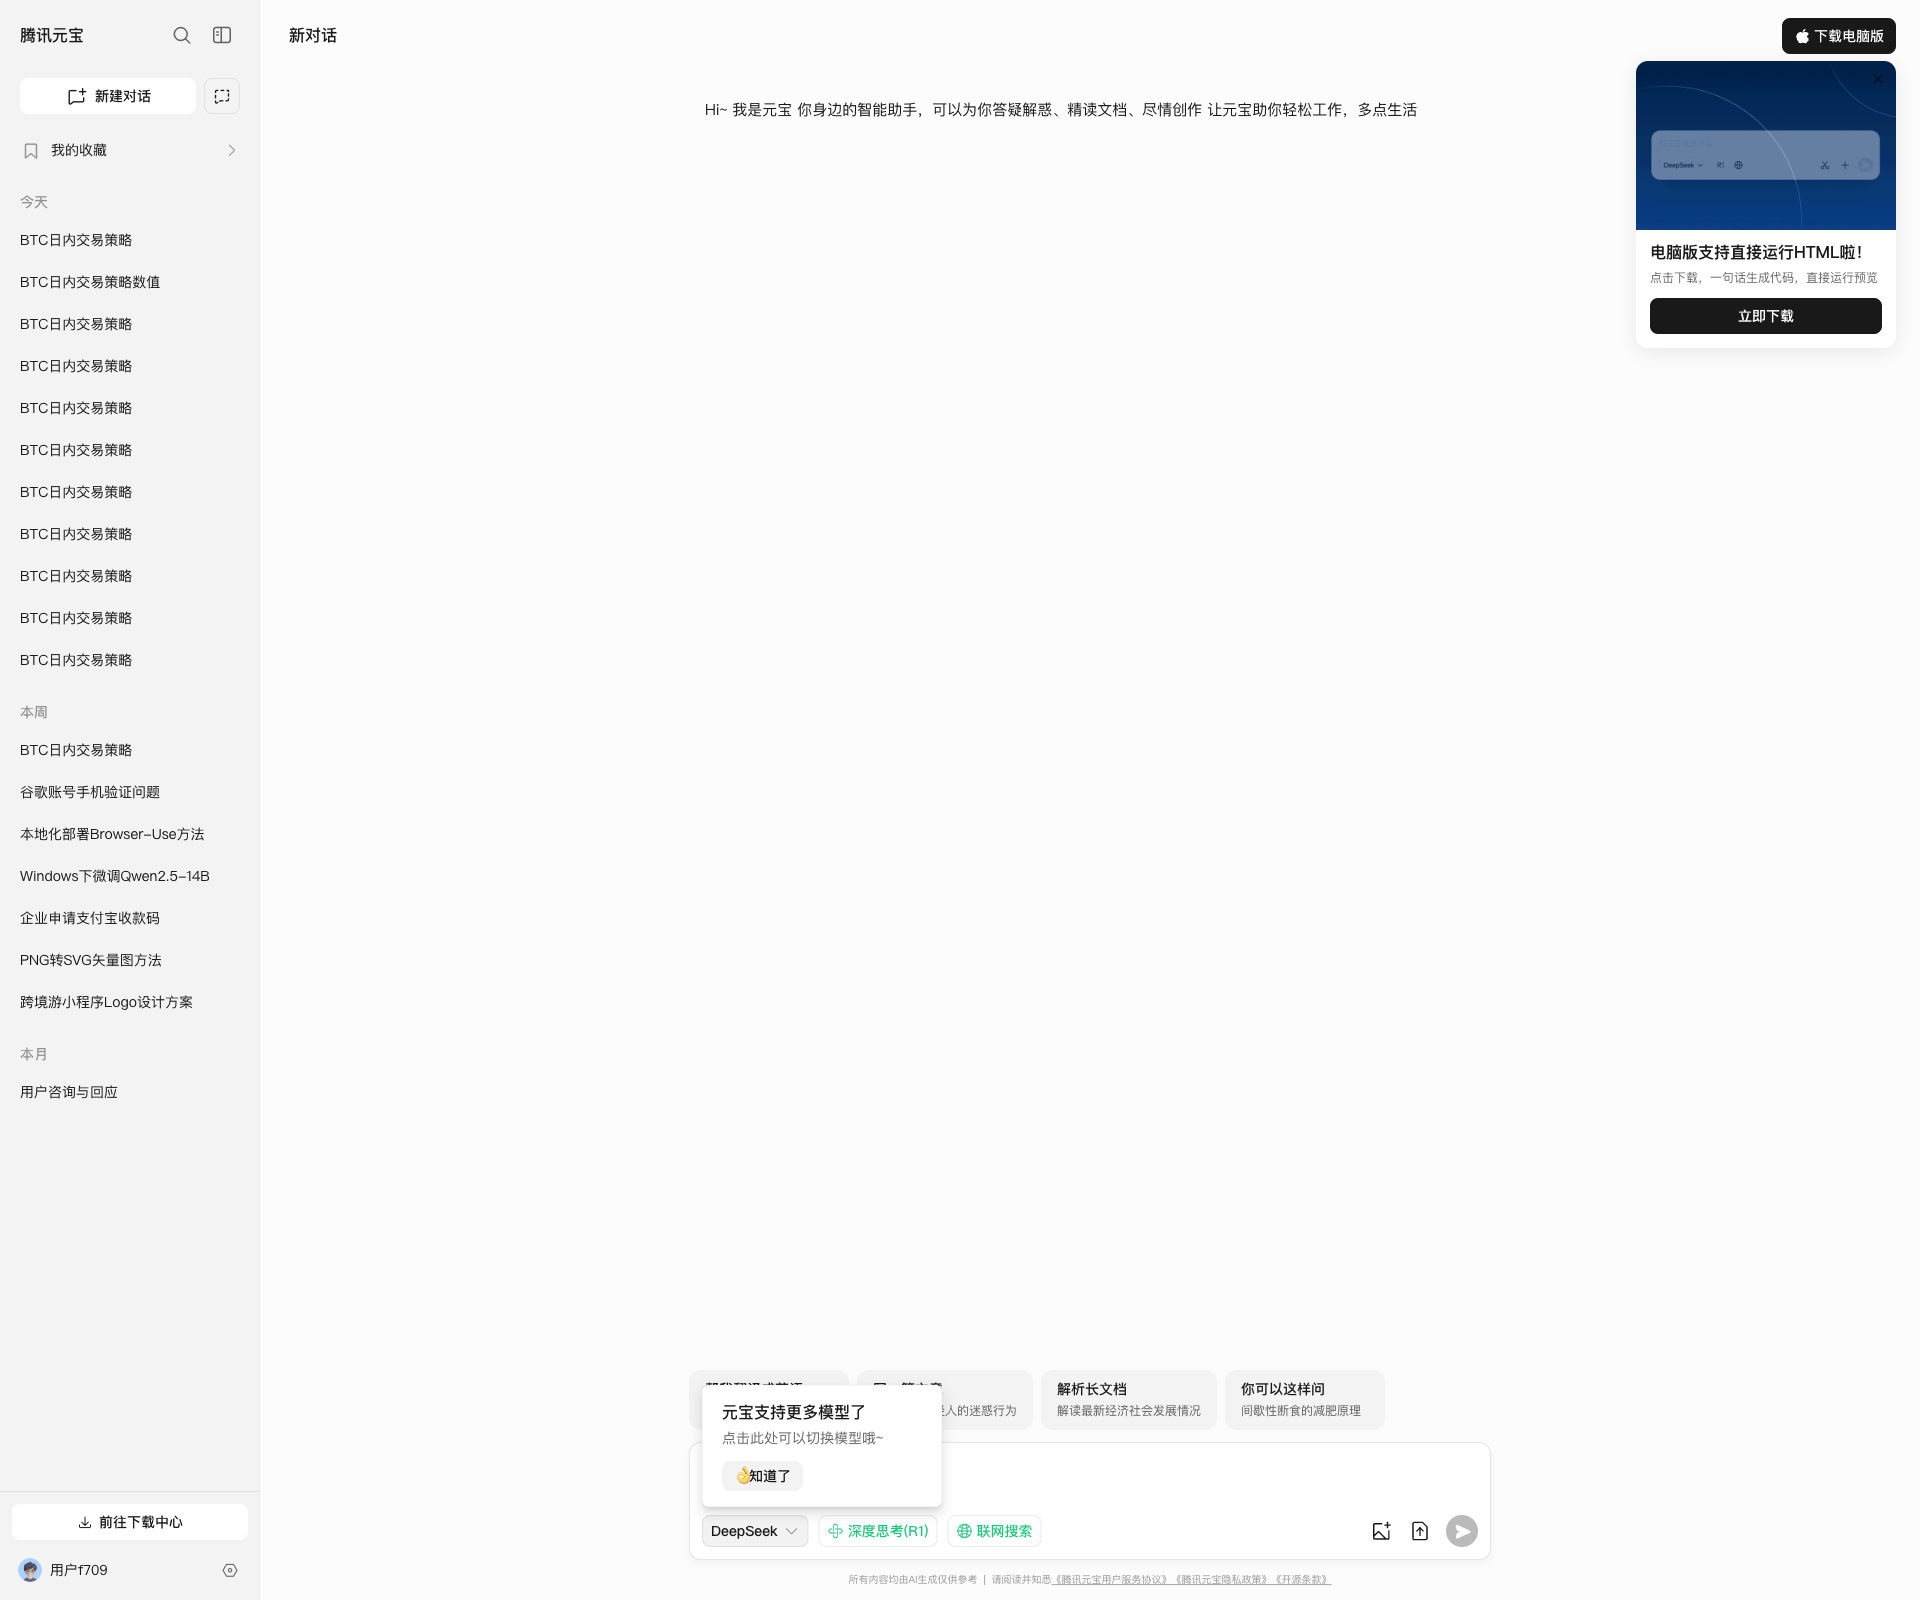 腾讯元宝
新建对话
我的收藏
今天
BTC日内交易策略
BTC日内交易策略数值
BTC日内交易策略
BTC日内交易策略
BTC日内交易策略
BTC日内交易策略
BTC日内交易策略
BTC日内交易策略
BTC日内交易策略
BTC日内交易策略
BTC日内交易策略
本周
BTC日内交易策略
谷歌账号手机验证问题
本地化部署Browser-Use方法
Windows下微调Qwen2.5-14B
企业申请支付宝收款码
PNG转SVG矢量图方法
跨境游小程序Logo设计方案
本月
用户咨询与回应
前往下载中心
用户f709
新对话
下载电脑版
Hi~ 我是元宝 你身边的智能助手，可以为你答疑解惑、精读文档、尽情创作 让元宝助你轻松工作，多点生活
DeepSeek
R1
电脑版支持直接运行HTML啦！
点击下载，一句话生成代码，直接运行预览
立即下载
人的迷惑行为
解析长文档
解读最新经济社会发展情况
你可以这样问
间歇性断食的减肥原理
元宝支持更多模型了
点击此处可以切换模型哦~
👌知道了
DeepSeek
深度思考(R1)
联网搜索
所有内容均由AI生成仅供参考 | 请阅读并知悉《腾讯元宝用户服务协议》《腾讯元宝隐私政策》《开源条款》